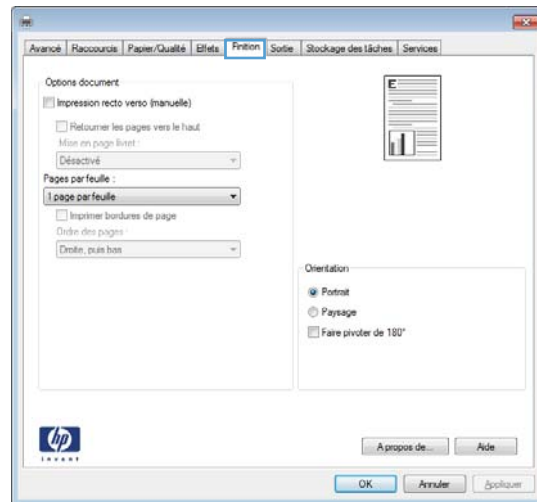 Avancé Raccourcis Papier/Qualité Effets Finition Sortie Stockage des tâches Services
Options document
Impression recto verso (manuelle)
Retourner les pages vers le haut
Mise en page livret :
Désactivé
Pages par feuille :
1 page par feuille
Imprimer bordures de page
Ordre des pages :
Droite, puis bas
E
Orientation
Portrait
Paysage
Faire pivoter de 180°
hp
invent
A propos de... Aide
OK Annuler Appliquer